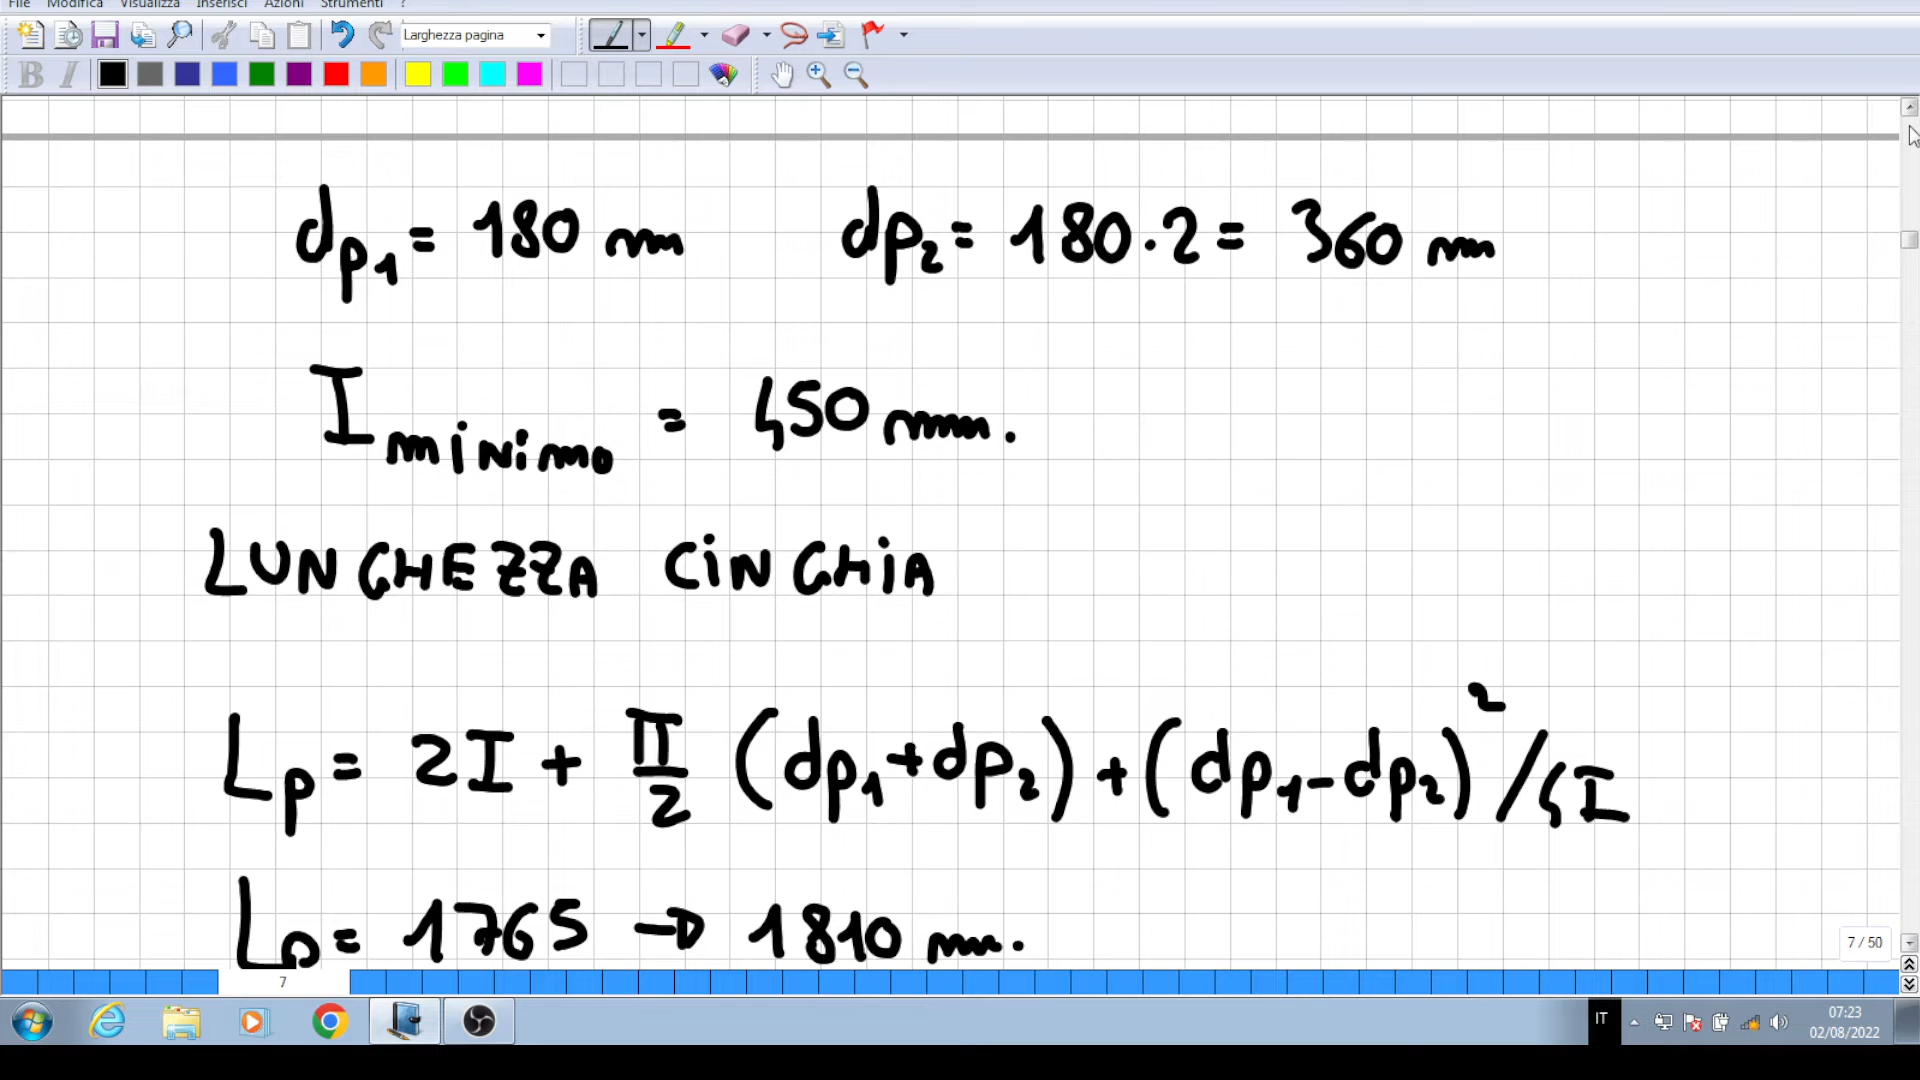 File Modifica Visualizza Inserisci Azioni Strumenti ?
Larghezza pagina
B I
dp1 = 180 mm dp2 = 180·2 = 360 mm
Iminimo = 450 mm.
LUNGHEZZA CINGHIA
Lp = 2I + π/2 (dp1+dp2) + (dp1-dp2)²/4I
Lp = 1765 → 1810 mm.
7 / 50
7
IT
07:23
02/08/2022